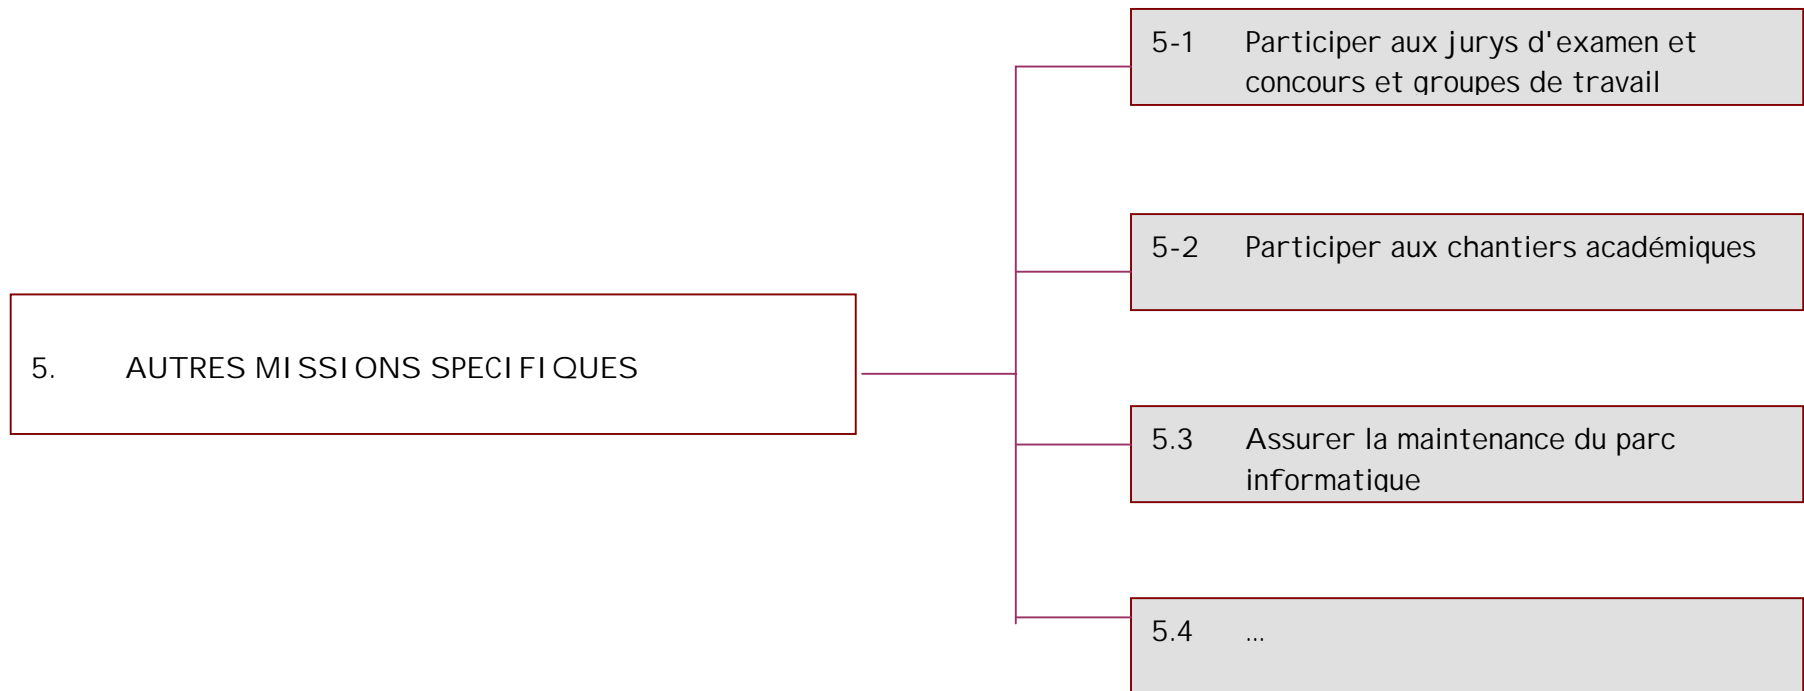 5-1 Participer aux jurys d'examen et
concours et groupes de travail
5-2 Participer aux chantiers académiques
5. AUTRES MISSIONS SPECIFIQUES
5.3 Assurer la maintenance du parc
informatique
5.4 ...